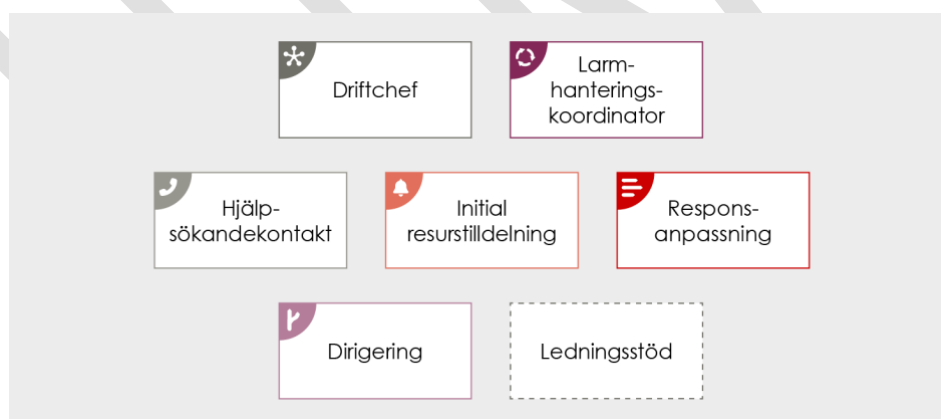 Driftchef
Larm-
hanterings-
koordinator
Hjälp-
sökandekontakt
Initial
resurstilldelning
Respons-
anpassning
Dirigering
Ledningsstöd